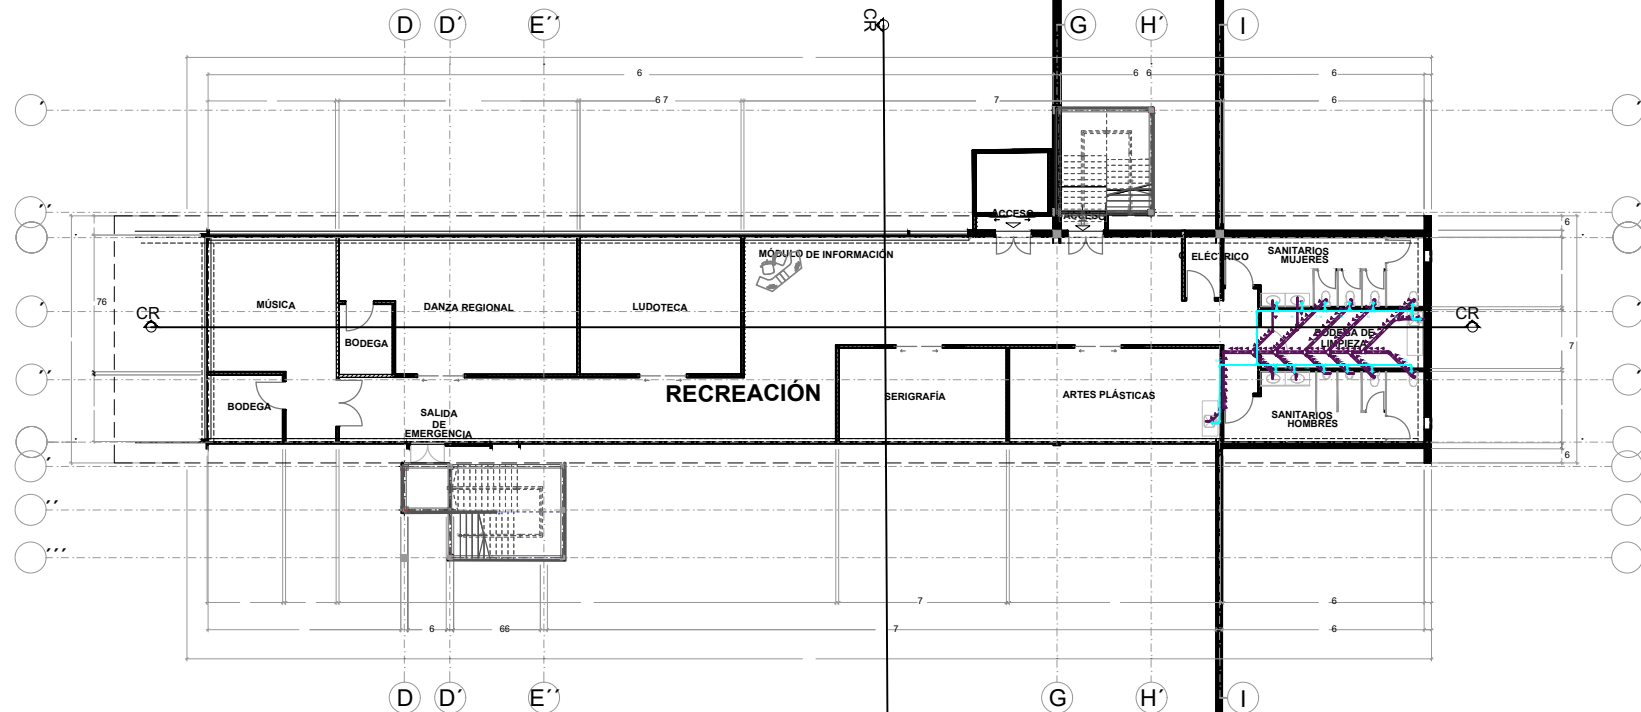 D D´ E´´ CR G H´ I
6 6 6 6
6 7 7 6
´ ´
ACCESO ACCESO
´´ ´
6
MÓDULO DE INFORMACIÓN
ELÉCTRICO
SANITARIOS
MUJERES
76
MÚSICA
DANZA REGIONAL
LUDOTECA
´ ´
CR CR
BODEGA
BODEGA DE
LIMPIEZA
7
´´ ´
RECREACIÓN
BODEGA
SERIGRAFÍA
ARTES PLÁSTICAS
SALIDA
DE
EMERGENCIA
SANITARIOS
HOMBRES
6
´
´´
´´´
7 6
6 66 7 6
D D´ E´´ G H´ I